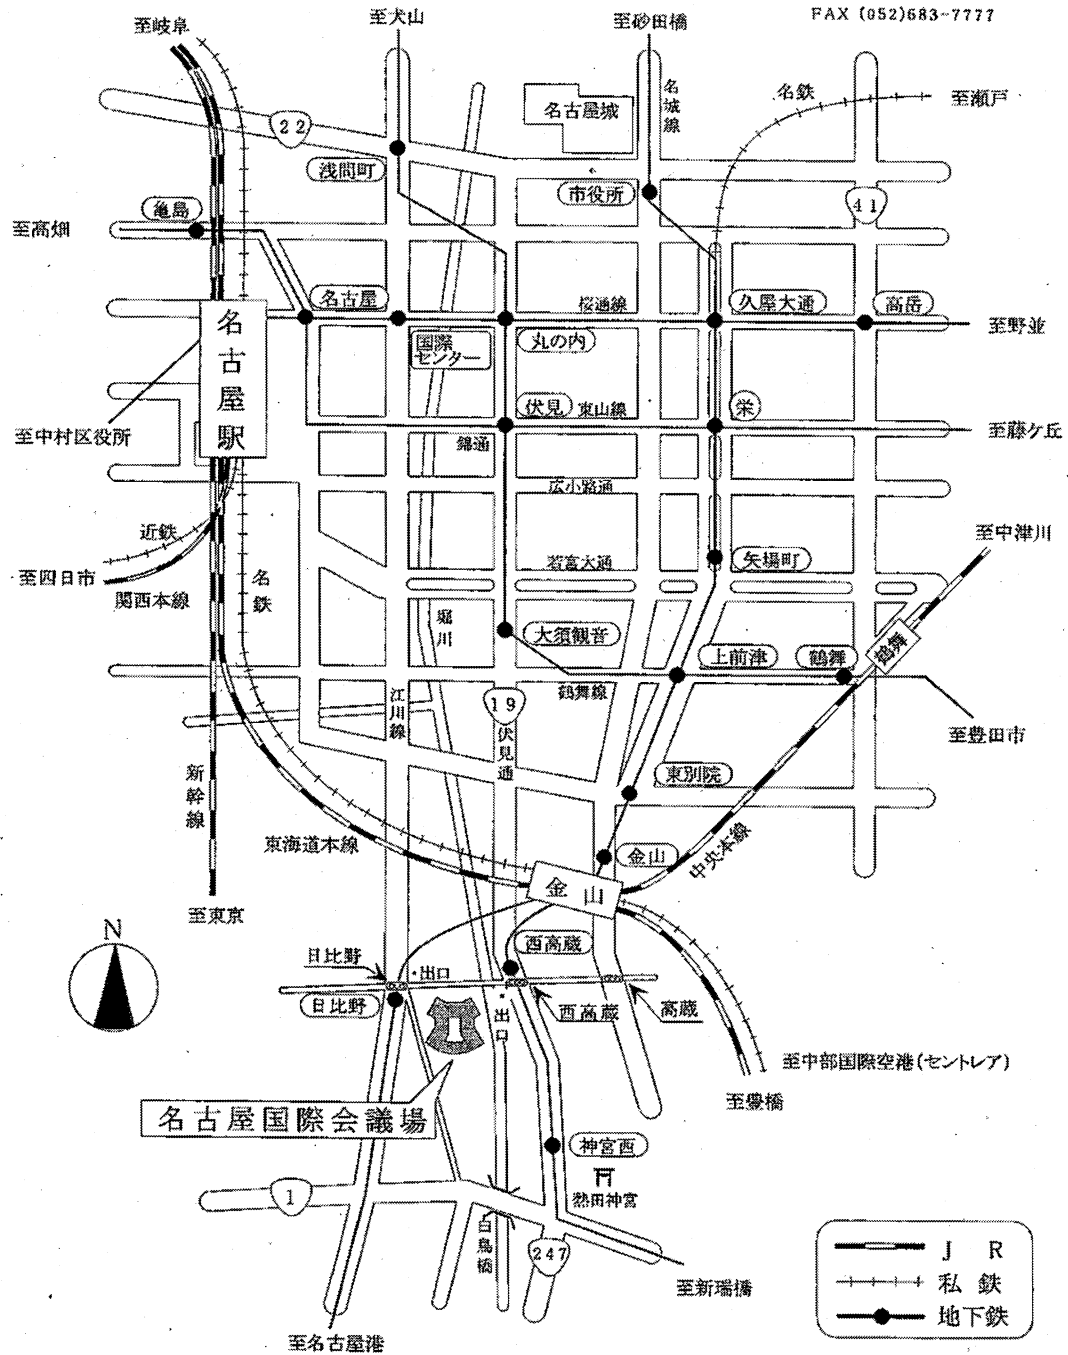 FAX (052)683-7777
至岐阜
至犬山
至砂田橋
22
名古屋城
名城線
名鉄
至瀬戸
浅間町
市役所
41
亀島
至高畑
名古屋
桜通線
久屋大通
高岳
至野並
名古屋駅
国際
センター
丸の内
至中村区役所
伏見
東山線
栄
至藤ケ丘
錦通
広小路通
近鉄
至四日市
関西本線
名鉄
若宮大通
矢場町
至中津川
堀川
大須観音
上前津
鶴舞
鶴舞
鶴舞線
江川線
19
伏見通
至豊田市
新幹線
東別院
東海道本線
金山
中央本線
金山
至東京
N
西高蔵
日比野
・出口
日比野
・出口
西高蔵
高蔵
至中部国際空港(セントレア)
至豊橋
名古屋国際会議場
神宮西
熱田神宮
1
白鳥橋
247
至新瑞橋
至名古屋港
JR
私鉄
地下鉄